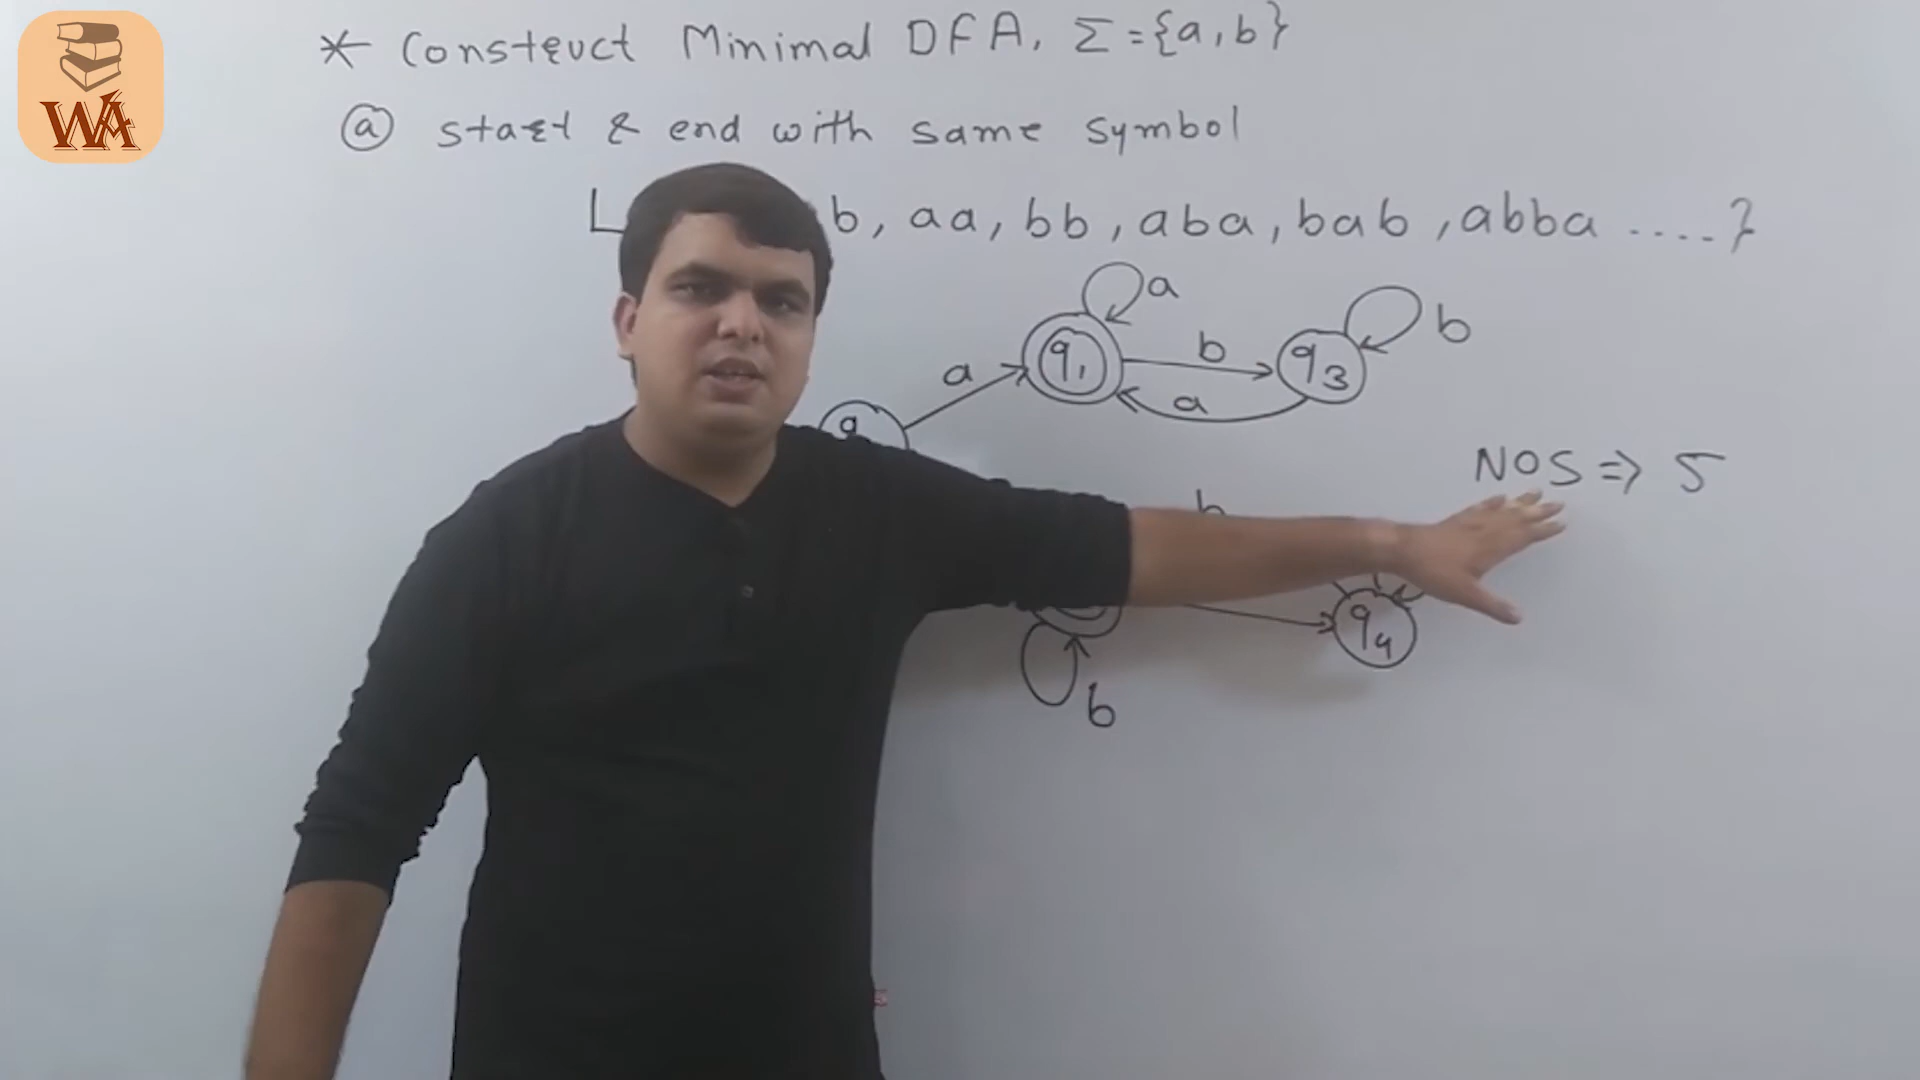 WA
* Construct Minimal DFA, Σ={a,b}
ⓐ start & end with same symbol
L b, aa, bb, aba, bab, abba ....}
a
b
a q1 b q3
a
q
NOS => 5
b
q4
b